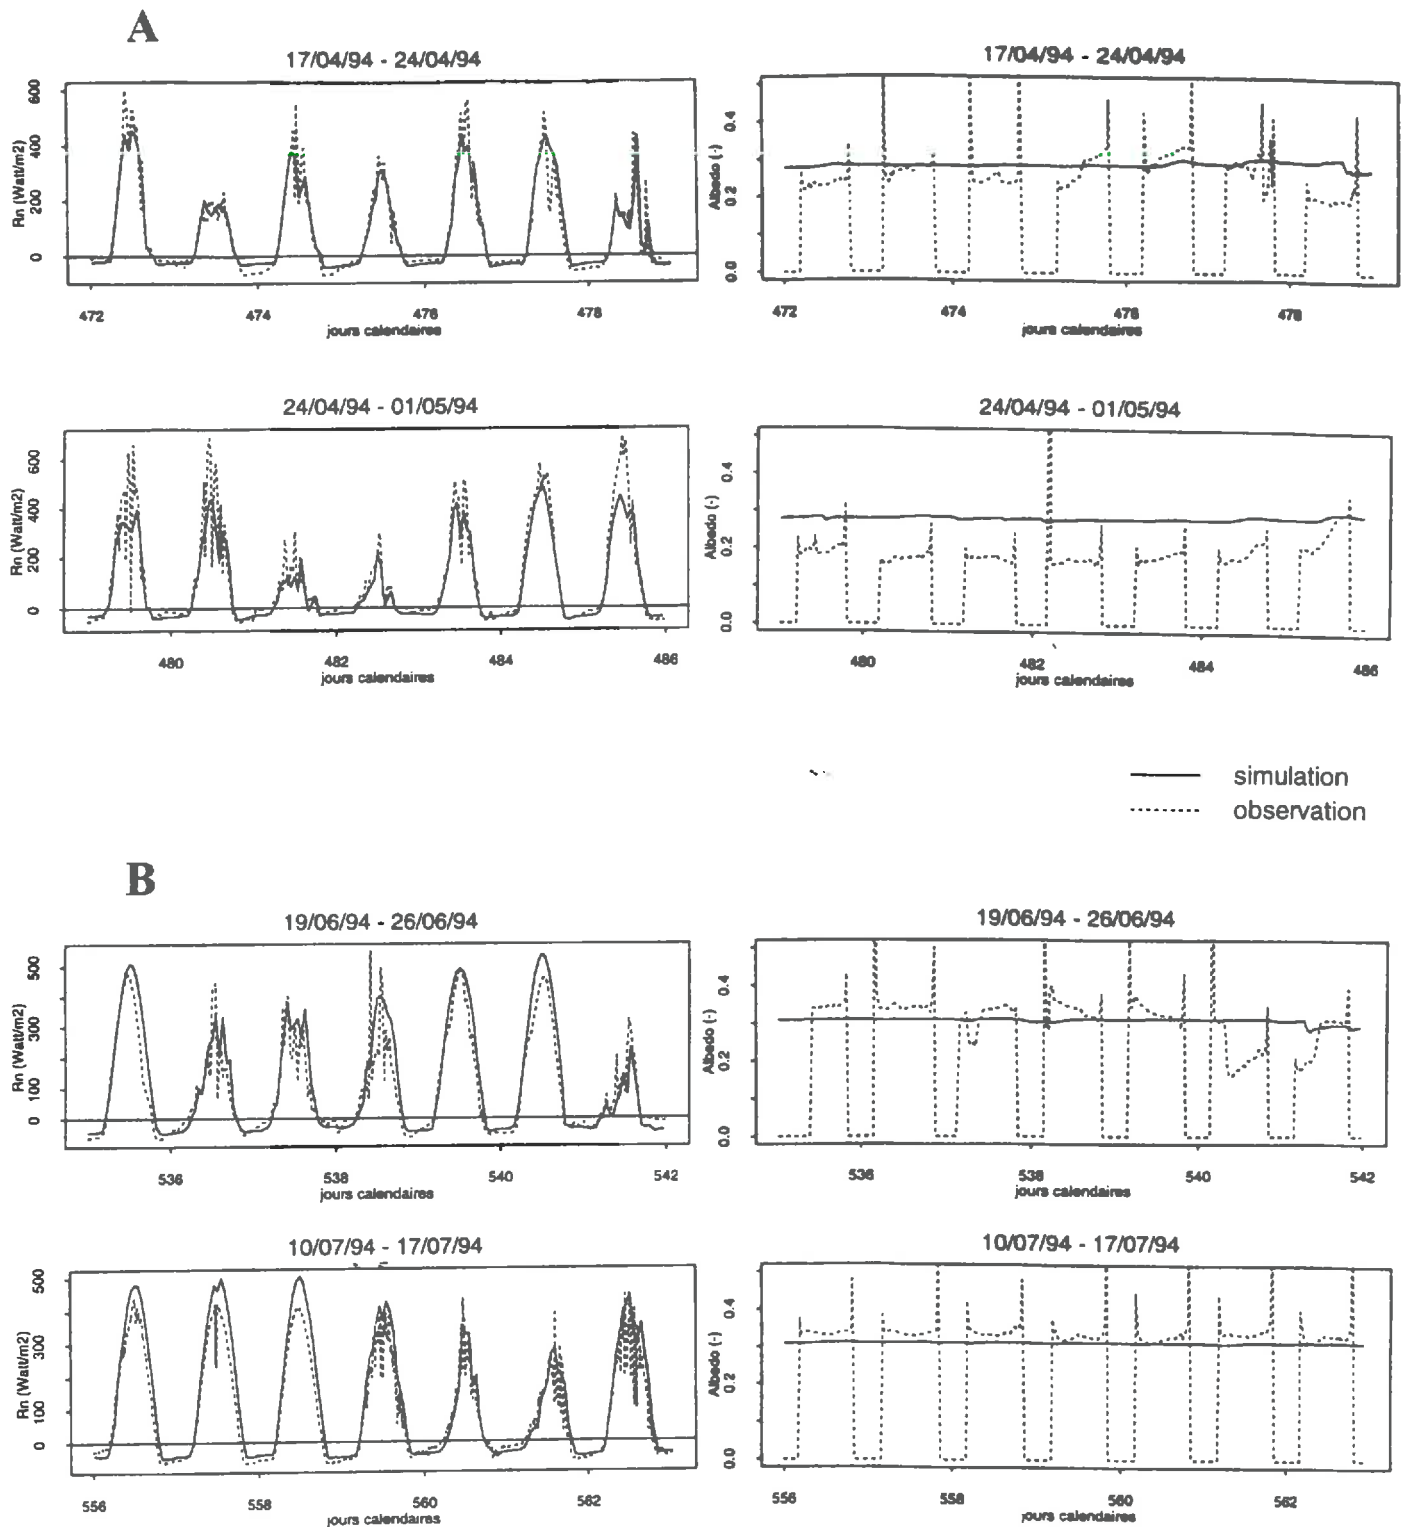 A
17/04/94 - 24/04/94
Rn (Watt/m2)
0 200 400 600
472 474 476 478
jours calendaires
17/04/94 - 24/04/94
Albedo (-)
0.0 0.2 0.4
472 474 476 478
jours calendaires
24/04/94 - 01/05/94
Rn (Watt/m2)
0 200 400 600
480 482 484 486
jours calendaires
24/04/94 - 01/05/94
Albedo (-)
0.0 0.2 0.4
480 482 484 486
jours calendaires
simulation
observation
B
19/06/94 - 26/06/94
Rn (Watt/m2)
0 100 300 500
536 538 540 542
jours calendaires
19/06/94 - 26/06/94
Albedo (-)
0.0 0.2 0.4
536 538 540 542
jours calendaires
10/07/94 - 17/07/94
Rn (Watt/m2)
0 100 300 500
556 558 560 562
jours calendaires
10/07/94 - 17/07/94
Albedo (-)
0.0 0.2 0.4
556 558 560 562
jours calendaires